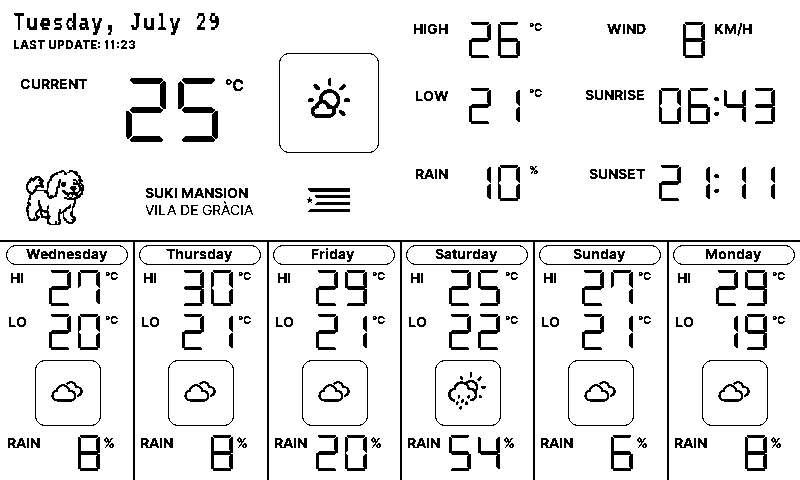 Tuesday, July 29
LAST UPDATE: 11:23
CURRENT 25 °C
SUKI MANSION
VILA DE GRÀCIA
HIGH 26 °C
WIND 8 KM/H
LOW 21 °C
SUNRISE 06:43
RAIN 10 %
SUNSET 21:11
Wednesday
HI 27 °C
LO 20 °C
RAIN 8 %
Thursday
HI 30 °C
LO 21 °C
RAIN 8 %
Friday
HI 29 °C
LO 21 °C
RAIN 20 %
Saturday
HI 25 °C
LO 22 °C
RAIN 54 %
Sunday
HI 27 °C
LO 21 °C
RAIN 6 %
Monday
HI 29 °C
LO 19 °C
RAIN 8 %